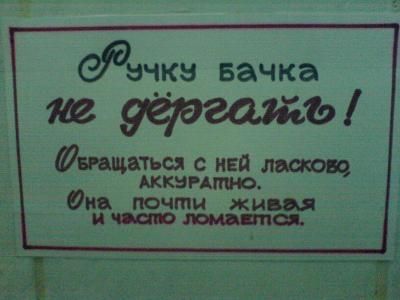 Ручку бачка
не дёргать!
Обращаться с ней ласково,
аккуратно.
Она почти живая
и часто ломается.